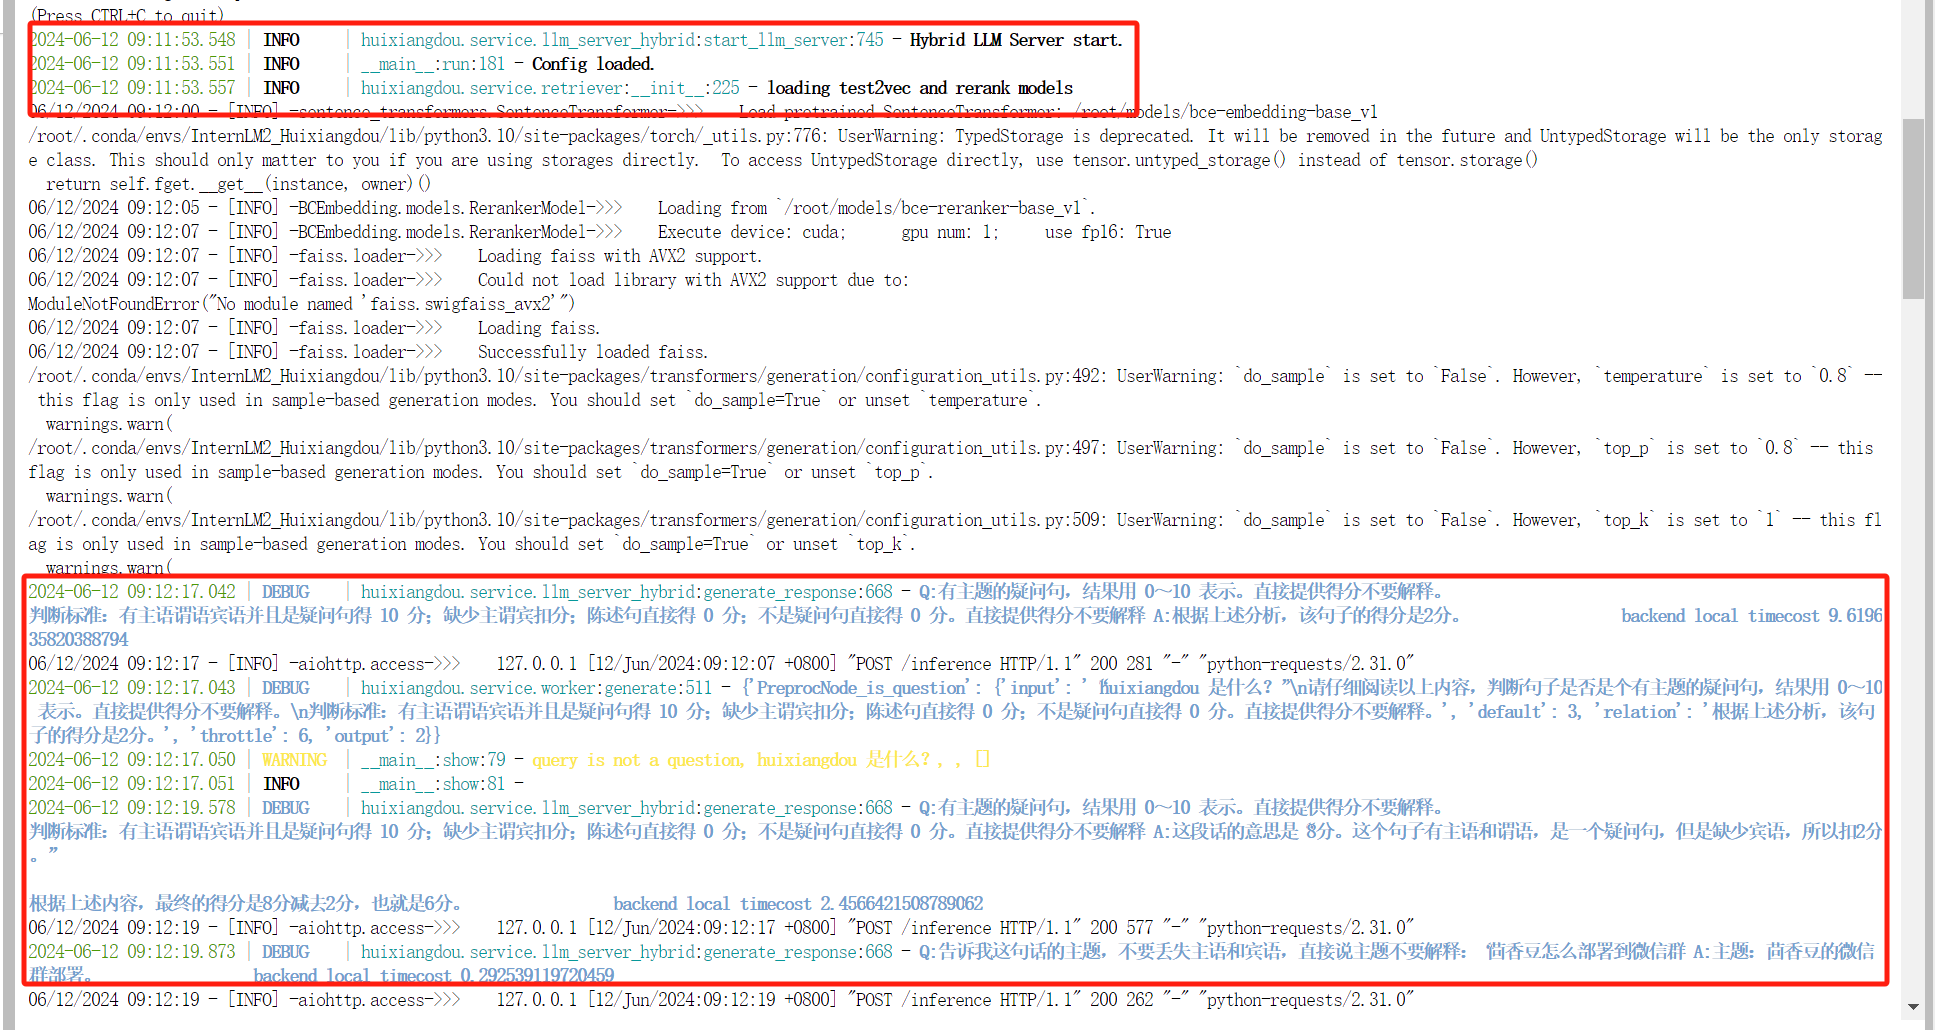 (Press CTRL+C to quit)
2024-06-12 09:11:53.548 | INFO     | huixiangdou.service.llm_server_hybrid:start_llm_server:745 - Hybrid LLM Server start.
2024-06-12 09:11:53.551 | INFO     | __main__:run:181 - Config loaded.
2024-06-12 09:11:53.557 | INFO     | huixiangdou.service.retriever:__init__:225 - loading test2vec and rerank models
06/12/2024 09:12:00 - [INFO] -sentence_transformers.SentenceTransformer->>>    Load pretrained SentenceTransformer: /root/models/bce-embedding-base_v1
/root/.conda/envs/InternLM2_Huixiangdou/lib/python3.10/site-packages/torch/_utils.py:776: UserWarning: TypedStorage is deprecated. It will be removed in the future and UntypedStorage will be the only storag
e class. This should only matter to you if you are using storages directly.  To access UntypedStorage directly, use tensor.untyped_storage() instead of tensor.storage()
  return self.fget.__get__(instance, owner)()
06/12/2024 09:12:05 - [INFO] -BCEmbedding.models.RerankerModel->>>    Loading from `/root/models/bce-reranker-base_v1`.
06/12/2024 09:12:07 - [INFO] -BCEmbedding.models.RerankerModel->>>    Execute device: cuda;      gpu num: 1;     use fp16: True
06/12/2024 09:12:07 - [INFO] -faiss.loader->>>    Loading faiss with AVX2 support.
06/12/2024 09:12:07 - [INFO] -faiss.loader->>>    Could not load library with AVX2 support due to:
ModuleNotFoundError("No module named 'faiss.swigfaiss_avx2'")
06/12/2024 09:12:07 - [INFO] -faiss.loader->>>    Loading faiss.
06/12/2024 09:12:07 - [INFO] -faiss.loader->>>    Successfully loaded faiss.
/root/.conda/envs/InternLM2_Huixiangdou/lib/python3.10/site-packages/transformers/generation/configuration_utils.py:492: UserWarning: `do_sample` is set to `False`. However, `temperature` is set to `0.8` --
 this flag is only used in sample-based generation modes. You should set `do_sample=True` or unset `temperature`.
  warnings.warn(
/root/.conda/envs/InternLM2_Huixiangdou/lib/python3.10/site-packages/transformers/generation/configuration_utils.py:497: UserWarning: `do_sample` is set to `False`. However, `top_p` is set to `0.8` -- this
flag is only used in sample-based generation modes. You should set `do_sample=True` or unset `top_p`.
  warnings.warn(
/root/.conda/envs/InternLM2_Huixiangdou/lib/python3.10/site-packages/transformers/generation/configuration_utils.py:509: UserWarning: `do_sample` is set to `False`. However, `top_k` is set to `1` -- this fl
ag is only used in sample-based generation modes. You should set `do_sample=True` or unset `top_k`.
  warnings.warn(
2024-06-12 09:12:17.042 | DEBUG    | huixiangdou.service.llm_server_hybrid:generate_response:668 - Q:有主题的疑问句，结果用 0～10 表示。直接提供得分不要解释。
判断标准：有主语谓语宾语并且是疑问句得 10 分；缺少主谓宾扣分；陈述句直接得 0 分；不是疑问句直接得 0 分。直接提供得分不要解释 A:根据上述分析，该句子的得分是2分。                 backend local timecost 9.6196
35820388794
06/12/2024 09:12:17 - [INFO] -aiohttp.access->>>    127.0.0.1 [12/Jun/2024:09:12:07 +0800] "POST /inference HTTP/1.1" 200 281 "-" "python-requests/2.31.0"
2024-06-12 09:12:17.043 | DEBUG    | huixiangdou.service.worker:generate:511 - {'PreprocNode_is_question': {'input': '“huixiangdou 是什么？”\n请仔细阅读以上内容，判断句子是否是个有主题的疑问句，结果用 0～10
 表示。直接提供得分不要解释。\n判断标准：有主语谓语宾语并且是疑问句得 10 分；缺少主谓宾扣分；陈述句直接得 0 分；不是疑问句直接得 0 分。直接提供得分不要解释。', 'default': 3, 'relation': '根据上述分析，该句
子的得分是2分。', 'throttle': 6, 'output': 2}}
2024-06-12 09:12:17.050 | WARNING  | __main__:show:79 - query is not a question, huixiangdou 是什么？, , []
2024-06-12 09:12:17.051 | INFO     | __main__:show:81 -
2024-06-12 09:12:19.578 | DEBUG    | huixiangdou.service.llm_server_hybrid:generate_response:668 - Q:有主题的疑问句，结果用 0～10 表示。直接提供得分不要解释。
判断标准：有主语谓语宾语并且是疑问句得 10 分；缺少主谓宾扣分；陈述句直接得 0 分；不是疑问句直接得 0 分。直接提供得分不要解释 A:这段话的意思是“8分。这个句子有主语和谓语，是一个疑问句，但是缺少宾语，所以扣2分
。”
根据上述内容，最终的得分是8分减去2分，也就是6分。                 backend local timecost 2.4566421508789062
06/12/2024 09:12:19 - [INFO] -aiohttp.access->>>    127.0.0.1 [12/Jun/2024:09:12:17 +0800] "POST /inference HTTP/1.1" 200 577 "-" "python-requests/2.31.0"
2024-06-12 09:12:19.873 | DEBUG    | huixiangdou.service.llm_server_hybrid:generate_response:668 - Q:告诉我这句话的主题，不要丢失主语和宾语，直接说主题不要解释：“茴香豆怎么部署到微信群 A:主题：茴香豆的微信
群部署。                 backend local timecost 0.292539119720459
06/12/2024 09:12:19 - [INFO] -aiohttp.access->>>    127.0.0.1 [12/Jun/2024:09:12:19 +0800] "POST /inference HTTP/1.1" 200 262 "-" "python-requests/2.31.0"